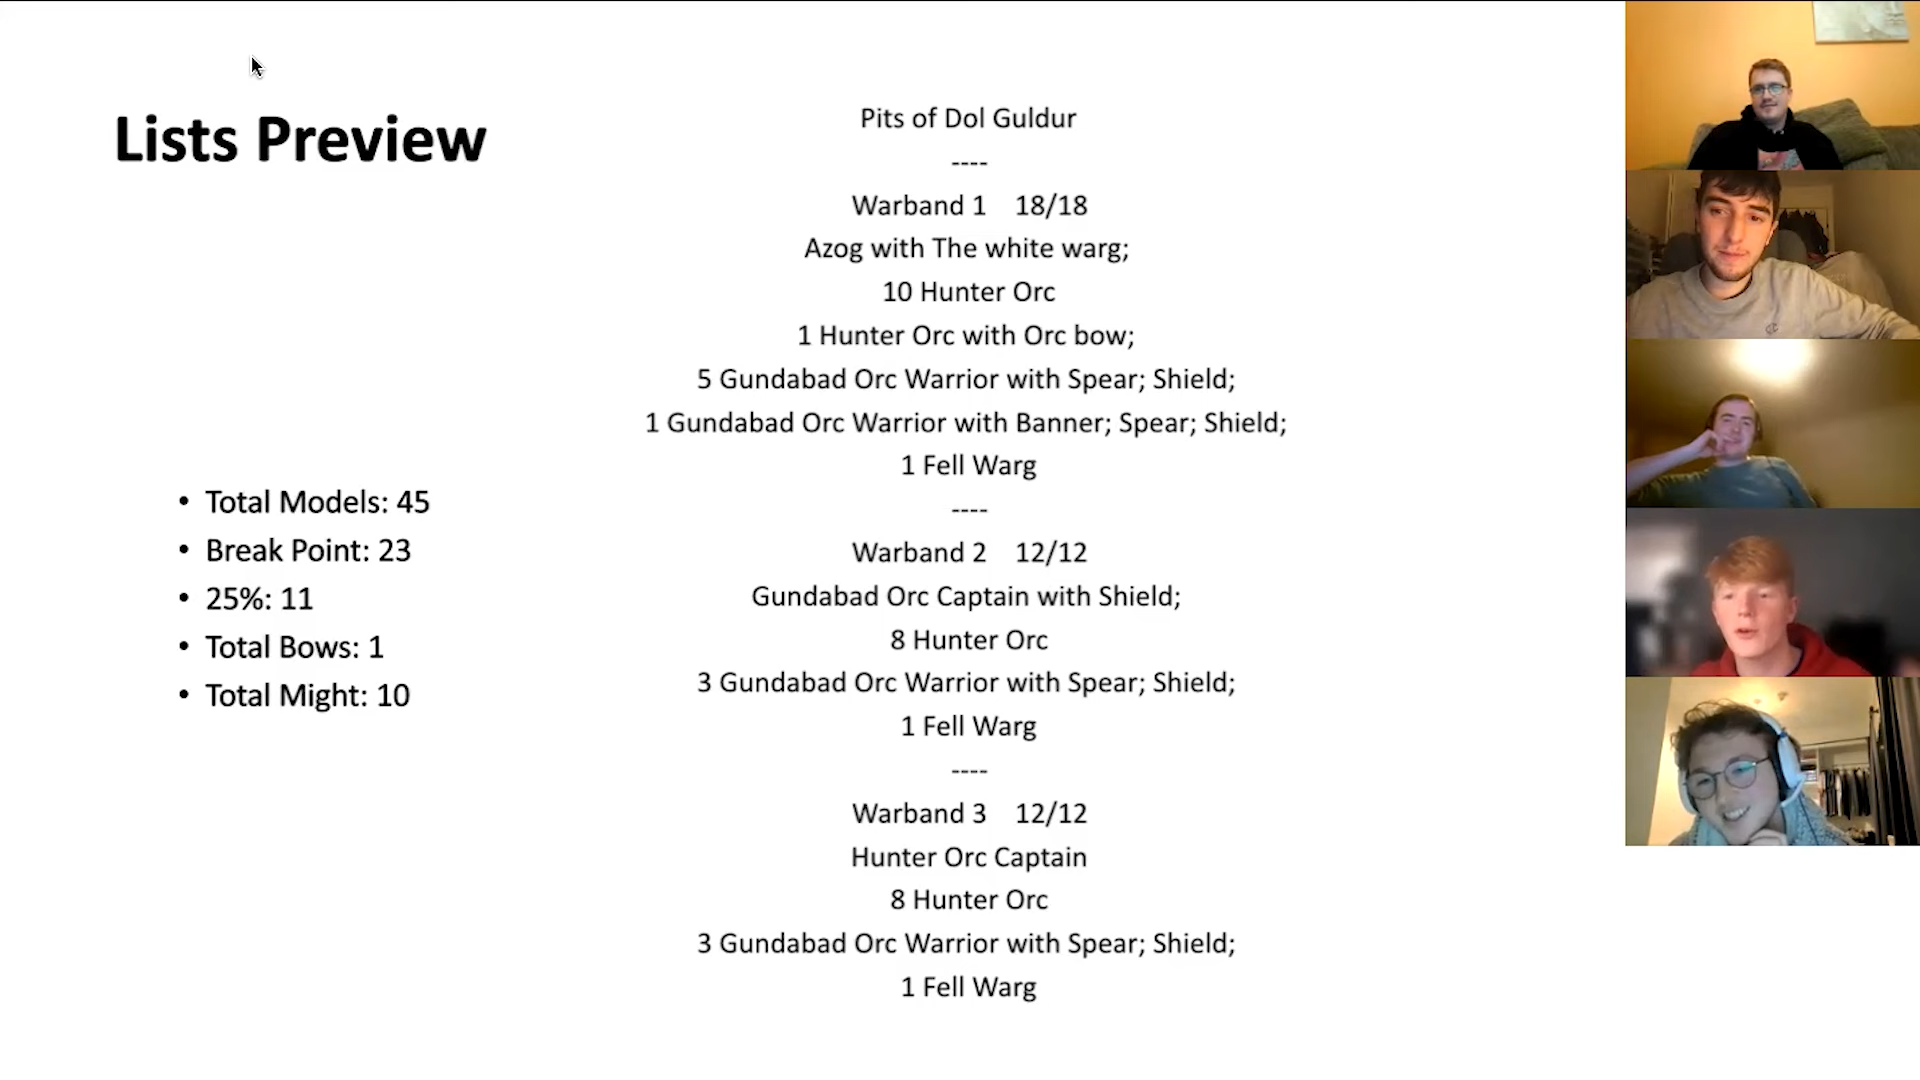 Lists Preview
• Total Models: 45
• Break Point: 23
• 25%: 11
• Total Bows: 1
• Total Might: 10
Pits of Dol Guldur
----
Warband 1 18/18
Azog with The white warg;
10 Hunter Orc
1 Hunter Orc with Orc bow;
5 Gundabad Orc Warrior with Spear; Shield;
1 Gundabad Orc Warrior with Banner; Spear; Shield;
1 Fell Warg
----
Warband 2 12/12
Gundabad Orc Captain with Shield;
8 Hunter Orc
3 Gundabad Orc Warrior with Spear; Shield;
1 Fell Warg
----
Warband 3 12/12
Hunter Orc Captain
8 Hunter Orc
3 Gundabad Orc Warrior with Spear; Shield;
1 Fell Warg